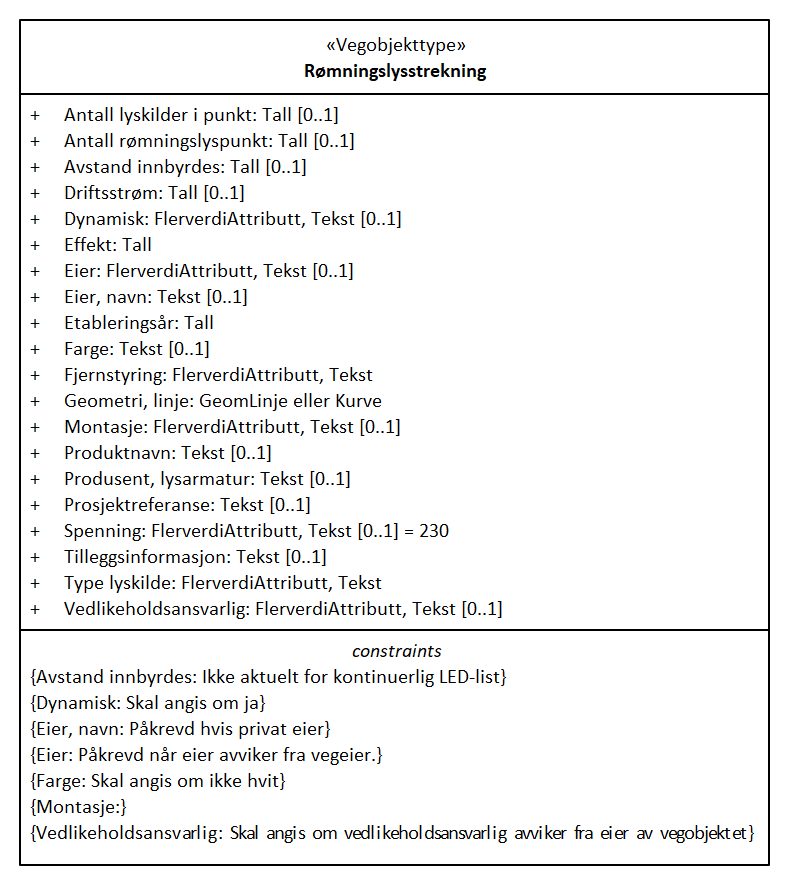 «Vegobjekttype»
Rømningslysstrekning
+ Antall lyskilder i punkt: Tall [0..1]
+ Antall rømningslyspunkt: Tall [0..1]
+ Avstand innbyrdes: Tall [0..1]
+ Driftsstrøm: Tall [0..1]
+ Dynamisk: FlerverdiAttributt, Tekst [0..1]
+ Effekt: Tall
+ Eier: FlerverdiAttributt, Tekst [0..1]
+ Eier, navn: Tekst [0..1]
+ Etableringsår: Tall
+ Farge: Tekst [0..1]
+ Fjernstyring: FlerverdiAttributt, Tekst
+ Geometri, linje: GeomLinje eller Kurve
+ Montasje: FlerverdiAttributt, Tekst [0..1]
+ Produktnavn: Tekst [0..1]
+ Produsent, lysarmatur: Tekst [0..1]
+ Prosjektreferanse: Tekst [0..1]
+ Spenning: FlerverdiAttributt, Tekst [0..1] = 230
+ Tilleggsinformasjon: Tekst [0..1]
+ Type lyskilde: FlerverdiAttributt, Tekst
+ Vedlikeholdsansvarlig: FlerverdiAttributt, Tekst [0..1]
constraints
{Avstand innbyrdes: Ikke aktuelt for kontinuerlig LED-list}
{Dynamisk: Skal angis om ja}
{Eier, navn: Påkrevd hvis privat eier}
{Eier: Påkrevd når eier avviker fra vegeier.}
{Farge: Skal angis om ikke hvit}
{Montasje:}
{Vedlikeholdsansvarlig: Skal angis om vedlikeholdsansvarlig avviker fra eier av vegobjektet}